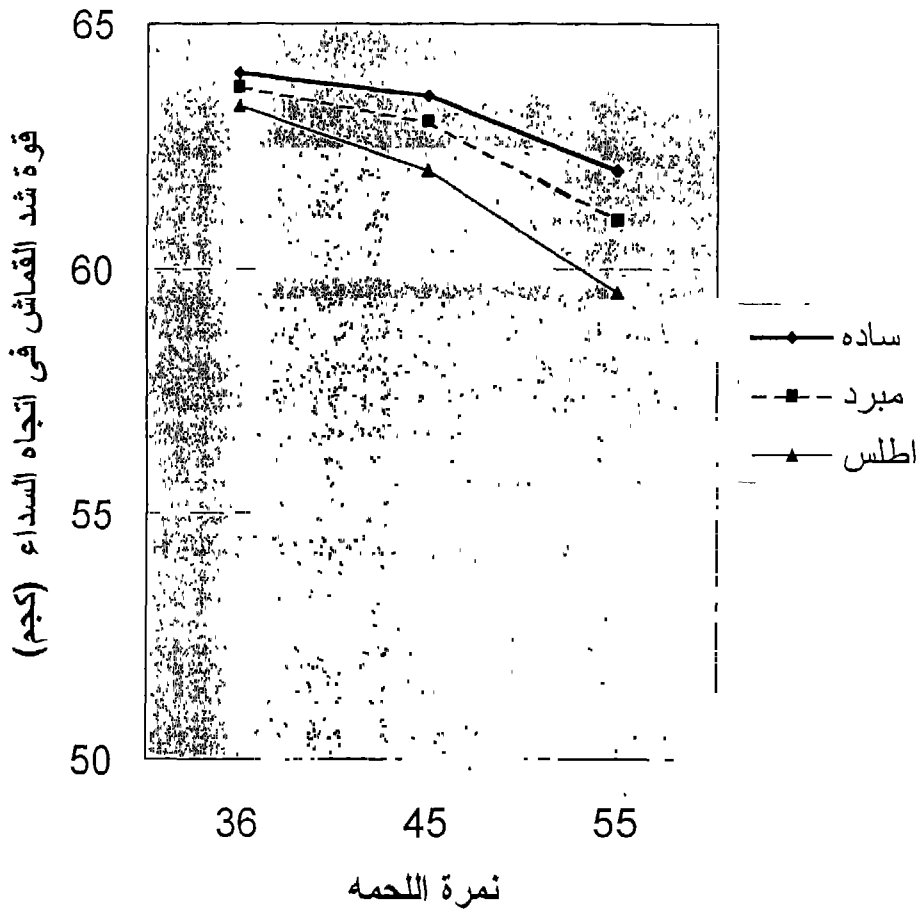 65
60
55
50
قوة شد القماش فى اتجاه السداء (كجم)
36 45 55
نمرة اللحمه
ساده
مبرد
اطلس